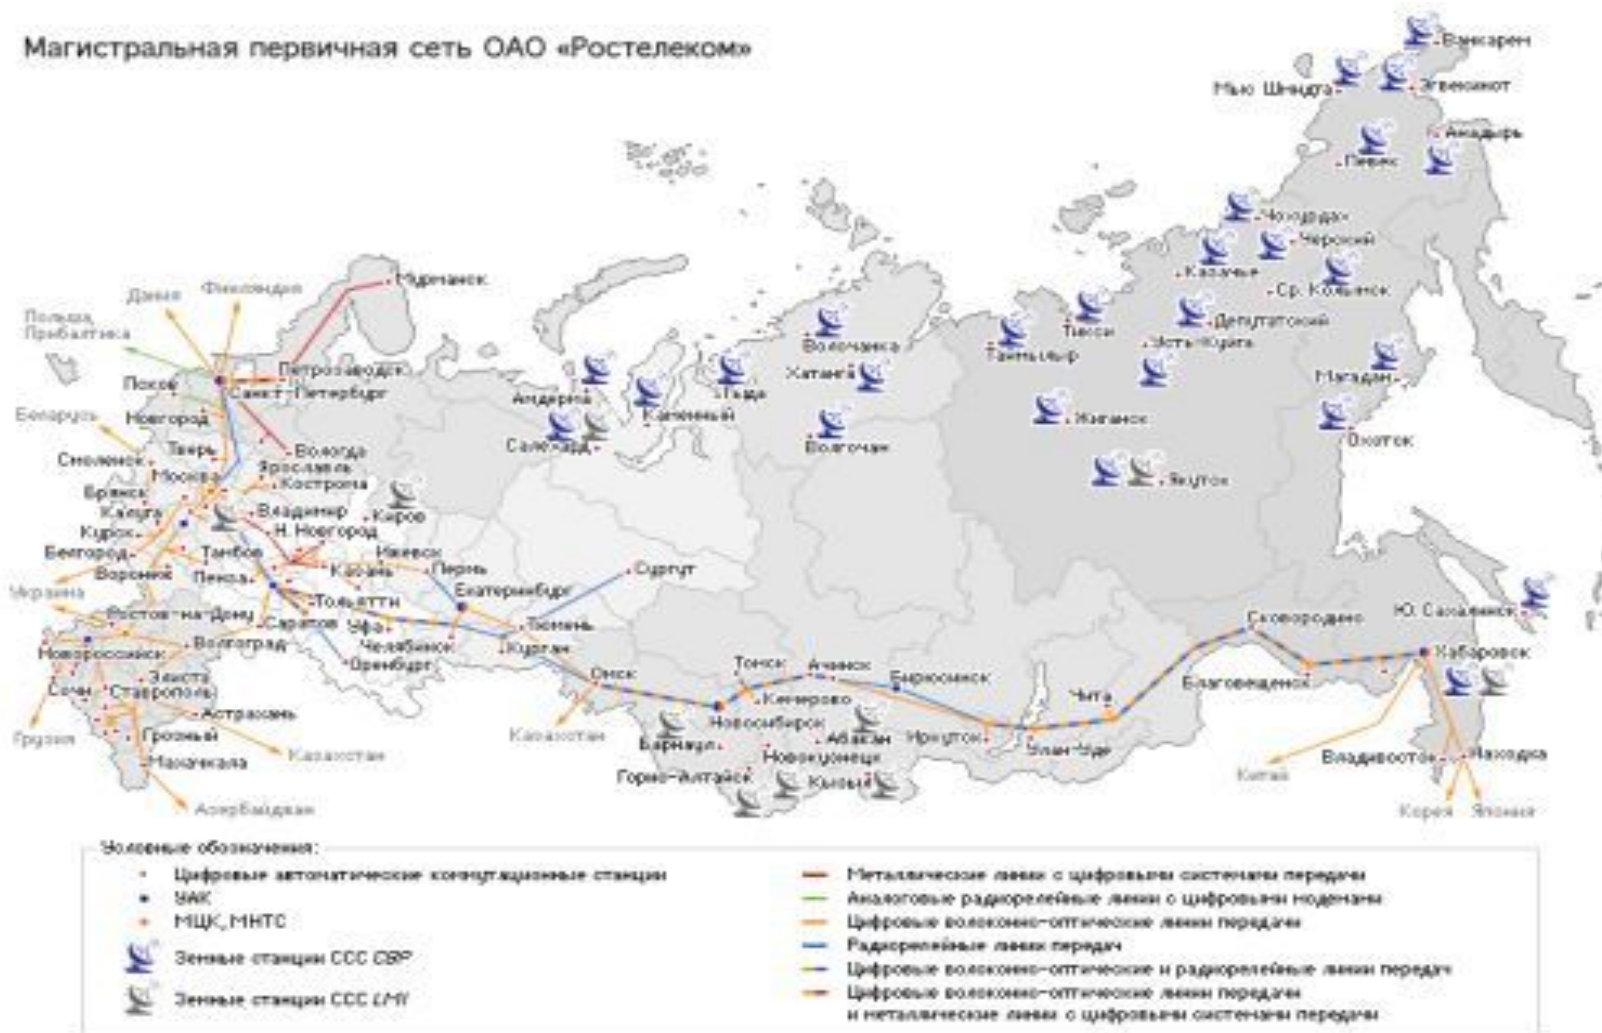 Магистральная первичная сеть ОАО «Ростелеком»
Ванкарем
Мыс Шмидта
Эгвекинот
Анадырь
Певек
Чокурдах
Черский
Казачье
Ср. Колымск
Депутатский
Тикси
Усть-Куйга
Таймылыр
Магадан
Охотск
Жиганск
Якутск
Волочанка
Хатанга
Волгочан
Тыда
Каменный
Амдерма
Салехард
Мурманск
Финляндия
Дания
Польша,
Прибалтика
Петрозаводск
Санкт-Петербург
Псков
Новгород
Беларусь
Тверь
Вологда
Смоленск
Москва
Ярославль
Кострома
Брянск
Калуга
Владимир
Киров
Курск
Н. Новгород
Белгород
Тамбов
Ижевск
Воронеж
Пенза
Казань
Пермь
Сургут
Украина
Екатеринбург
Ростов-на-Дону
Тольятти
Саратов
Уфа
Тюмень
Волгоград
Челябинск
Курган
Новороссийск
Оренбург
Элиста
Сочи
Ставрополь
Астрахань
Грузия
Грозный
Казахстан
Махачкала
Азербайджан
Омск
Казахстан
Томск
Ачинск
Кемерово
Бирюсинск
Новосибирск
Барнаул
Абакан
Новокузнецк
Горно-Алтайск
Кызыл
Иркутск
Улан-Удэ
Чита
Сковородино
Благовещенск
Ю. Сахалинск
Хабаровск
Китай
Владивосток
Находка
Корея
Япония
Условные обозначения:
Цифровые автоматические коммутационные станции
УАК
МЦК, МНТС
Земные станции ССС
Земные станции ССС
Металлические линии с цифровыми системами передачи
Аналоговые радиорелейные линии с цифровыми модемами
Цифровые волоконно-оптические линии передачи
Радиорелейные линии передач
Цифровые волоконно-оптические и радиорелейные линии передач
Цифровые волоконно-оптические линии передачи
и металлические линии с цифровыми системами передачи